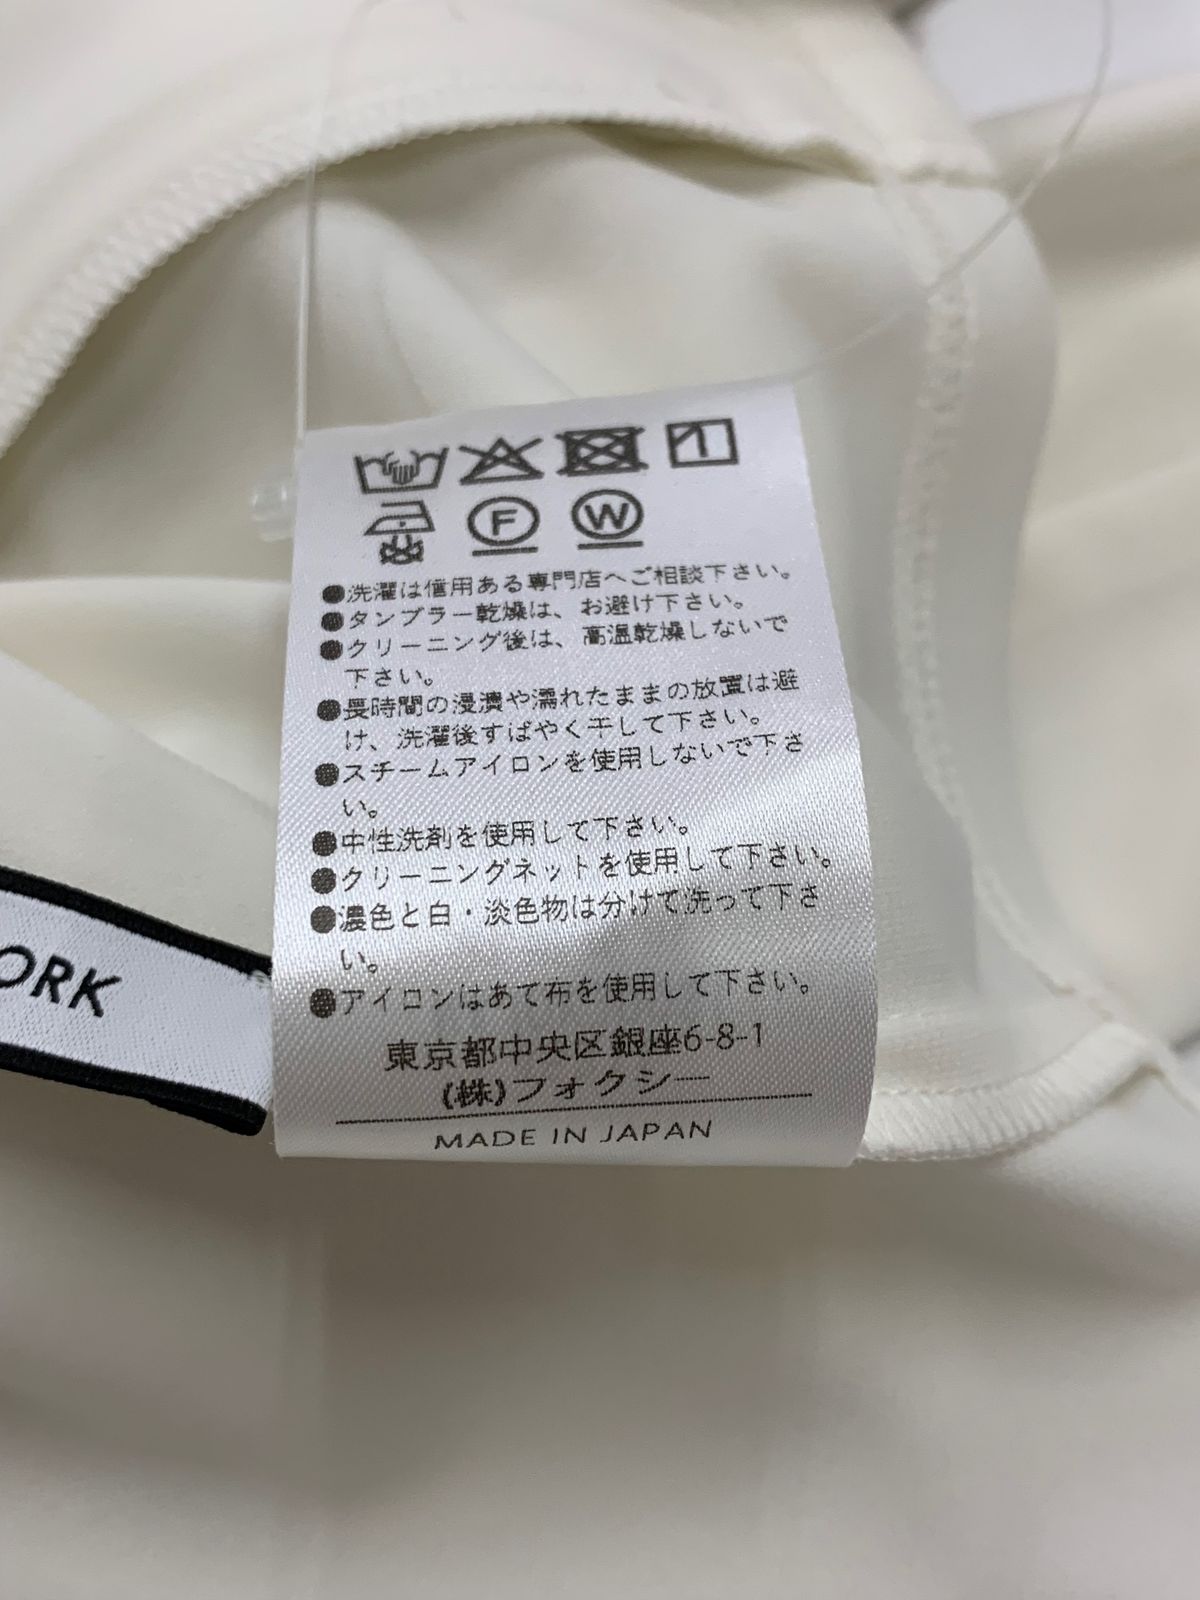 F W
●洗濯は信用ある専門店へご相談下さい。
●タンブラー乾燥は、お避け下さい。
●クリーニング後は、高温乾燥しないで
下さい。
●長時間の浸漬や濡れたままの放置は避
け、洗濯後すばやく干して下さい。
●スチームアイロンを使用しないで下さ
い。
●中性洗剤を使用して下さい。
●クリーニングネットを使用して下さい。
●濃色と白・淡色物は分けて洗って下さ
い。
●アイロンはあて布を使用して下さい。
東京都中央区銀座6-8-1
(株)フォクシー
MADE IN JAPAN
ORK